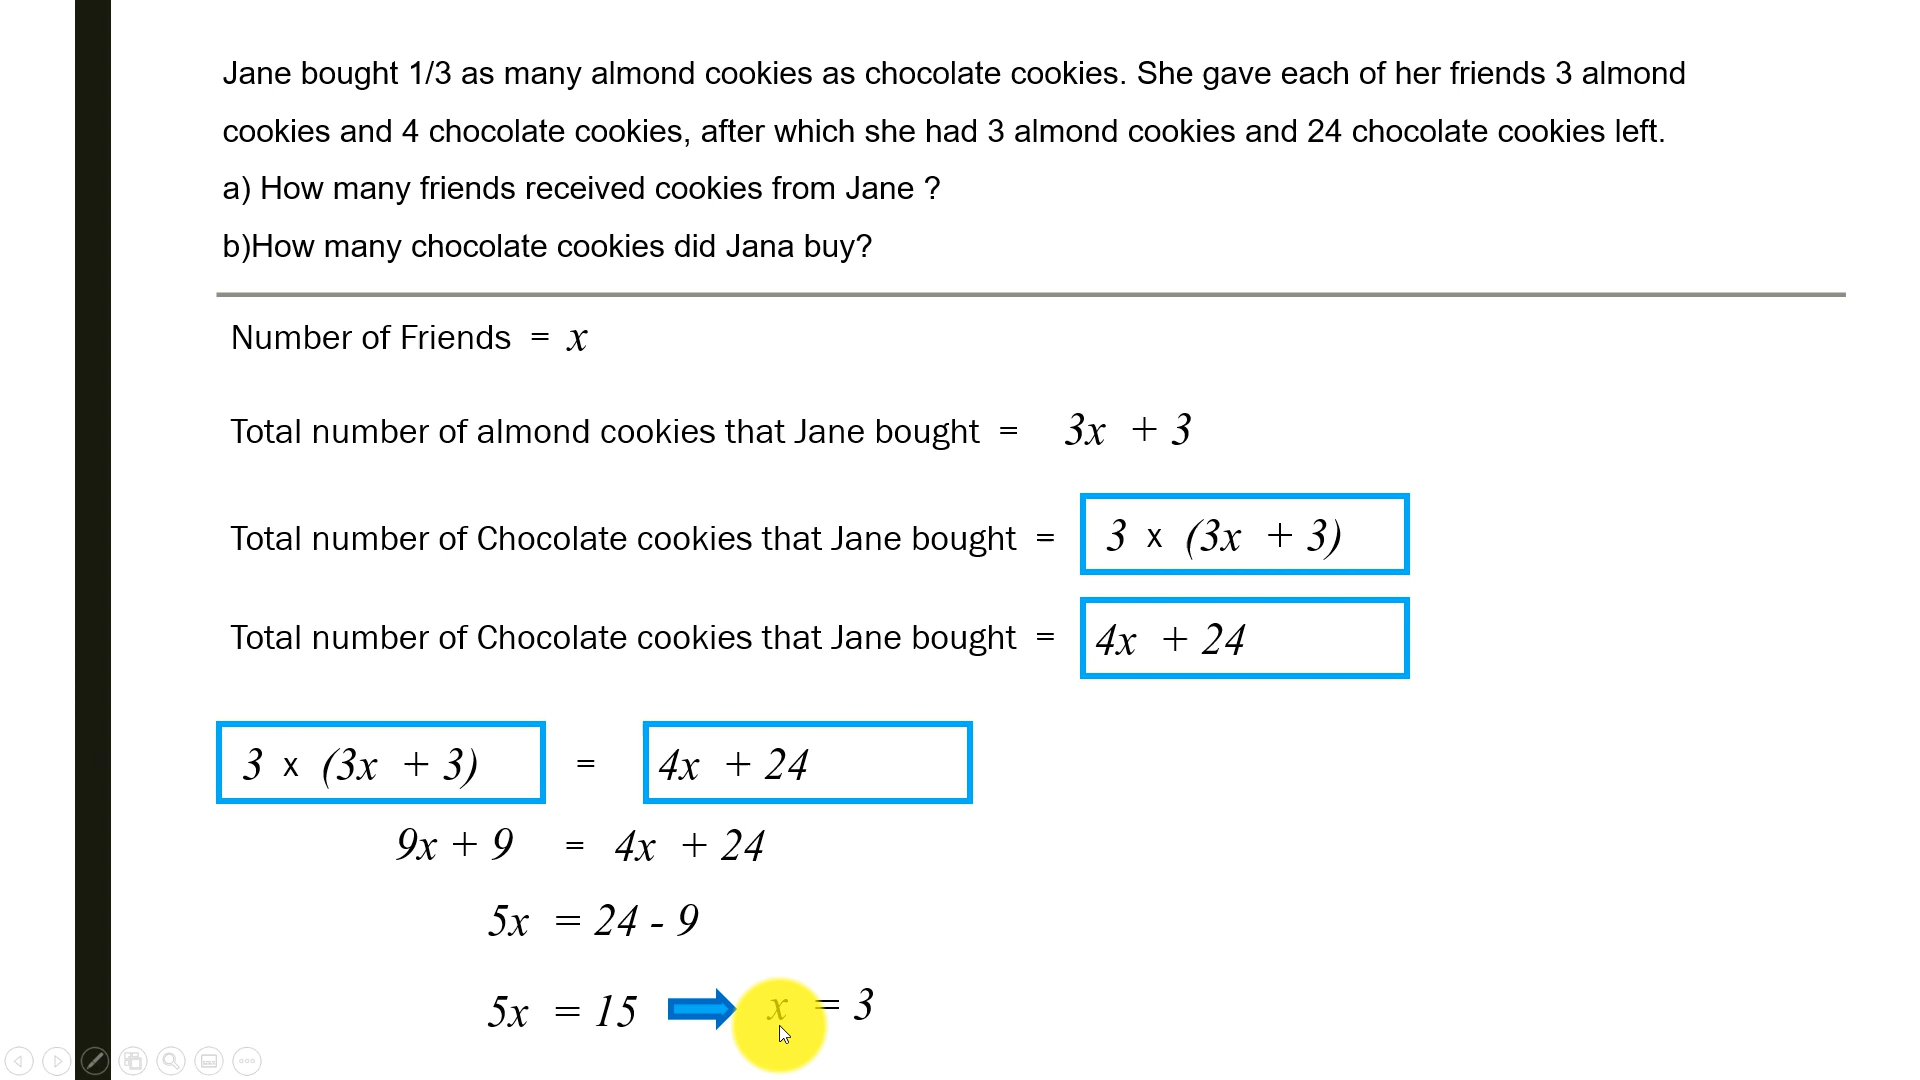 Jane bought 1/3 as many almond cookies as chocolate cookies. She gave each of her friends 3 almond
cookies and 4 chocolate cookies, after which she had 3 almond cookies and 24 chocolate cookies left.
a) How many friends received cookies from Jane ?
b)How many chocolate cookies did Jana buy?
Number of Friends = x
Total number of almond cookies that Jane bought = 3x + 3
Total number of Chocolate cookies that Jane bought = 3 x (3x + 3)
Total number of Chocolate cookies that Jane bought = 4x + 24
3 x (3x + 3) = 4x + 24
9x + 9 = 4x + 24
5x = 24 - 9
5x = 15 x = 3